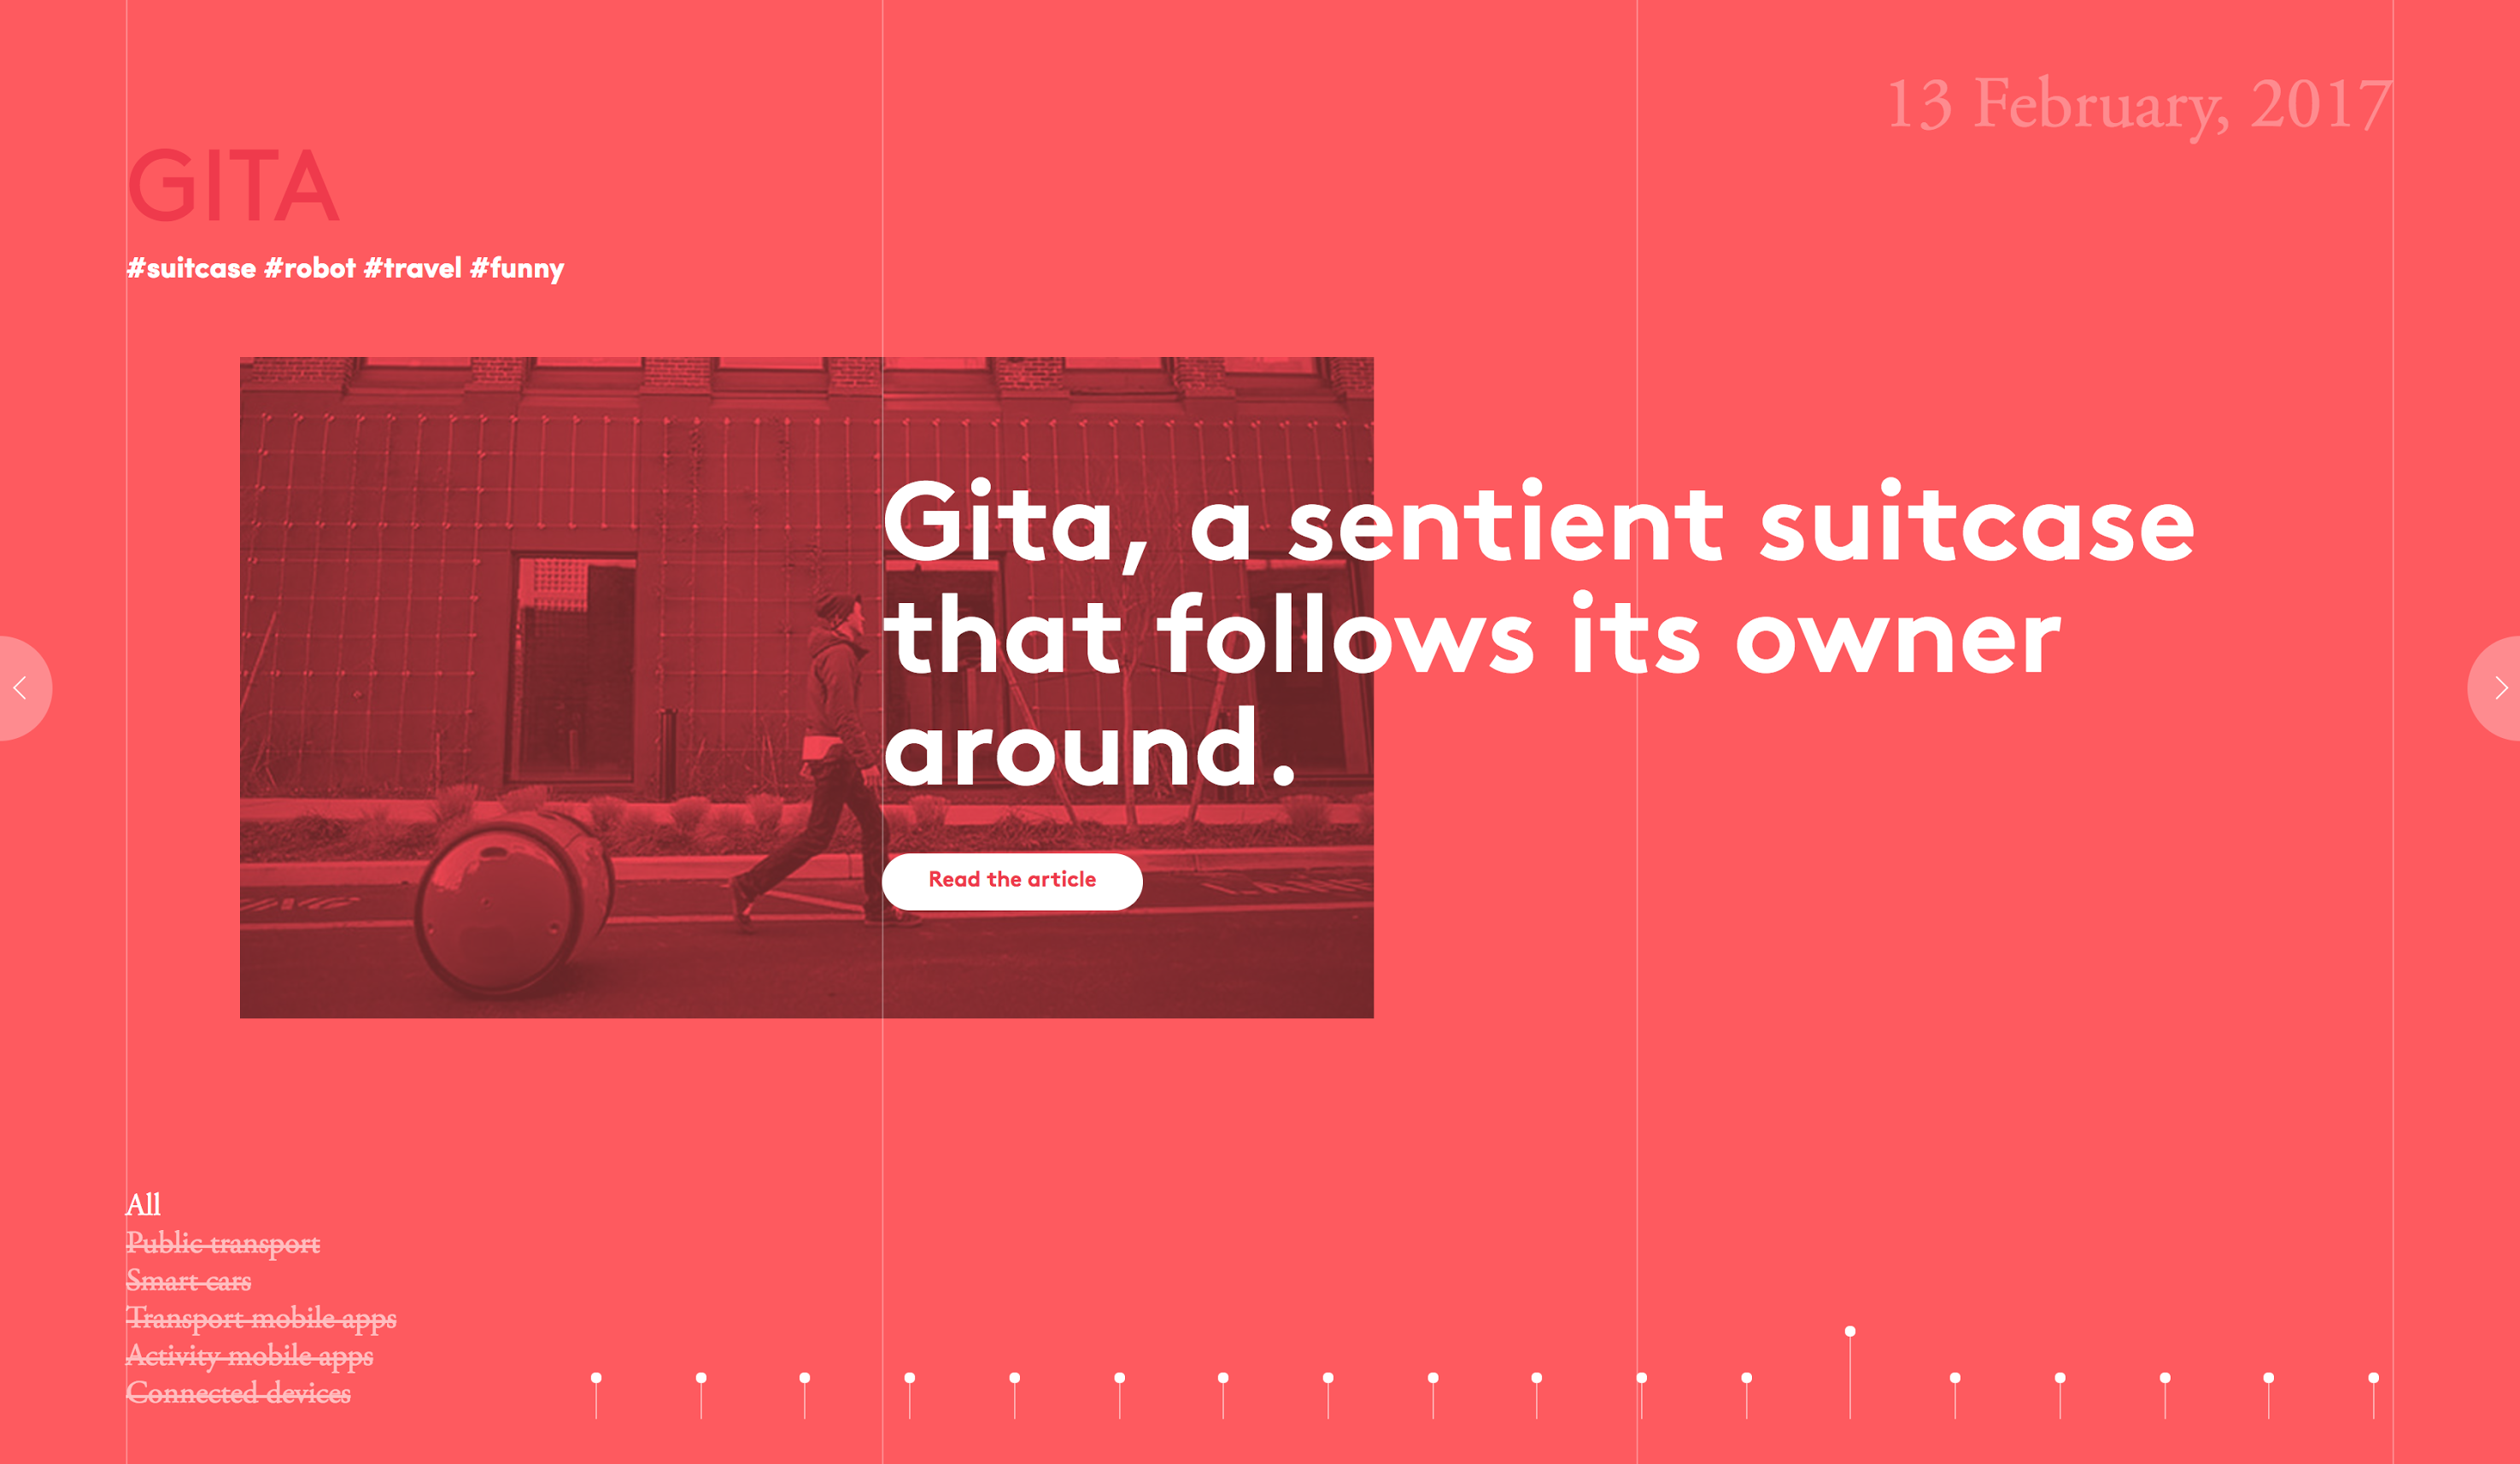 13 February, 2017
GITA
#suitcase #robot #travel #funny
Gita, a sentient suitcase
that follows its owner
around.
Read the article
All
Public transport
Smart cars
Transport mobile apps
Activity mobile apps
Connected devices